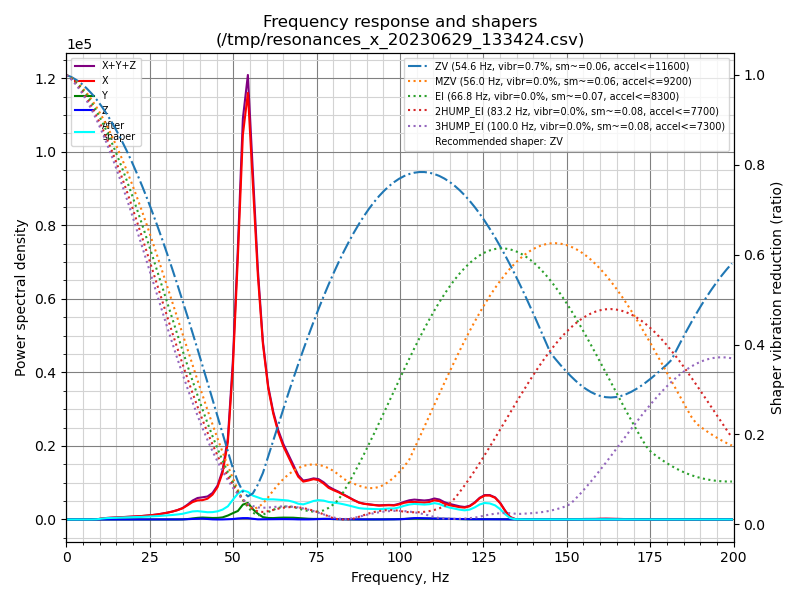 Frequency response and shapers
(/tmp/resonances_x_20230629_133424.csv)
1e5
X+Y+Z
X
Y
Z
After
shaper
ZV (54.6 Hz, vibr=0.7%, sm~=0.06, accel<=11600)
MZV (56.0 Hz, vibr=0.0%, sm~=0.06, accel<=9200)
EI (66.8 Hz, vibr=0.0%, sm~=0.07, accel<=8300)
2HUMP_EI (83.2 Hz, vibr=0.0%, sm~=0.08, accel<=7700)
3HUMP_EI (100.0 Hz, vibr=0.0%, sm~=0.08, accel<=7300)
Recommended shaper: ZV
Power spectral density
1.2
1.0
0.8
0.6
0.4
0.2
0.0
1.0
0.8
0.6
0.4
0.2
0.0
Shaper vibration reduction (ratio)
0 25 50 75 100 125 150 175 200
Frequency, Hz